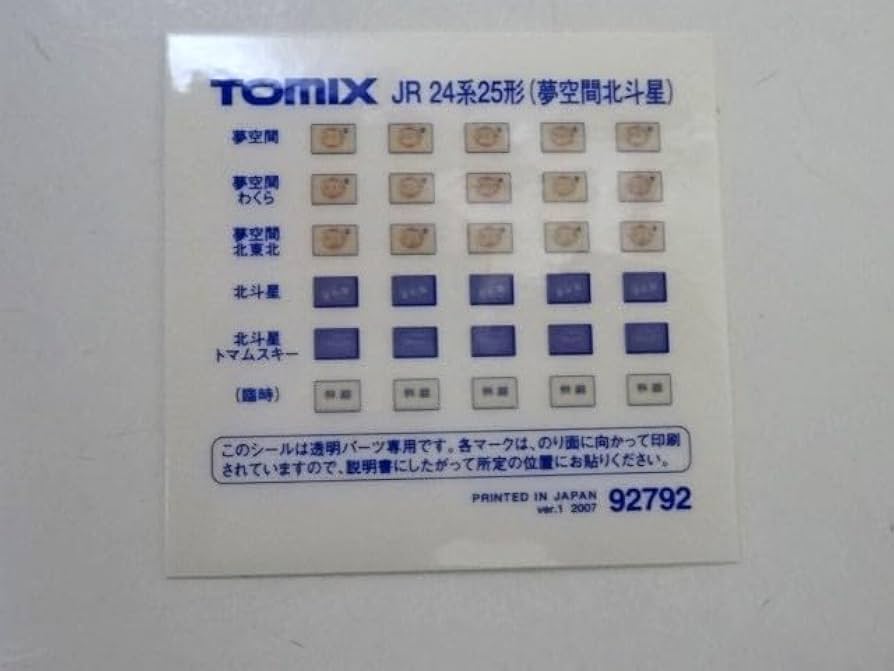 TOMIX JR 24系25形(夢空間北斗星)
夢空間
夢空間
わくら
夢空間
北東北
北斗星
北斗星
トマムスキー
(臨時)
このシールは透明パーツ専用です。各マークは、のり面に向かって印刷
されていますので、説明書にしたがって所定の位置にお貼りください。
PRINTED IN JAPAN
ver.1 2007
92792